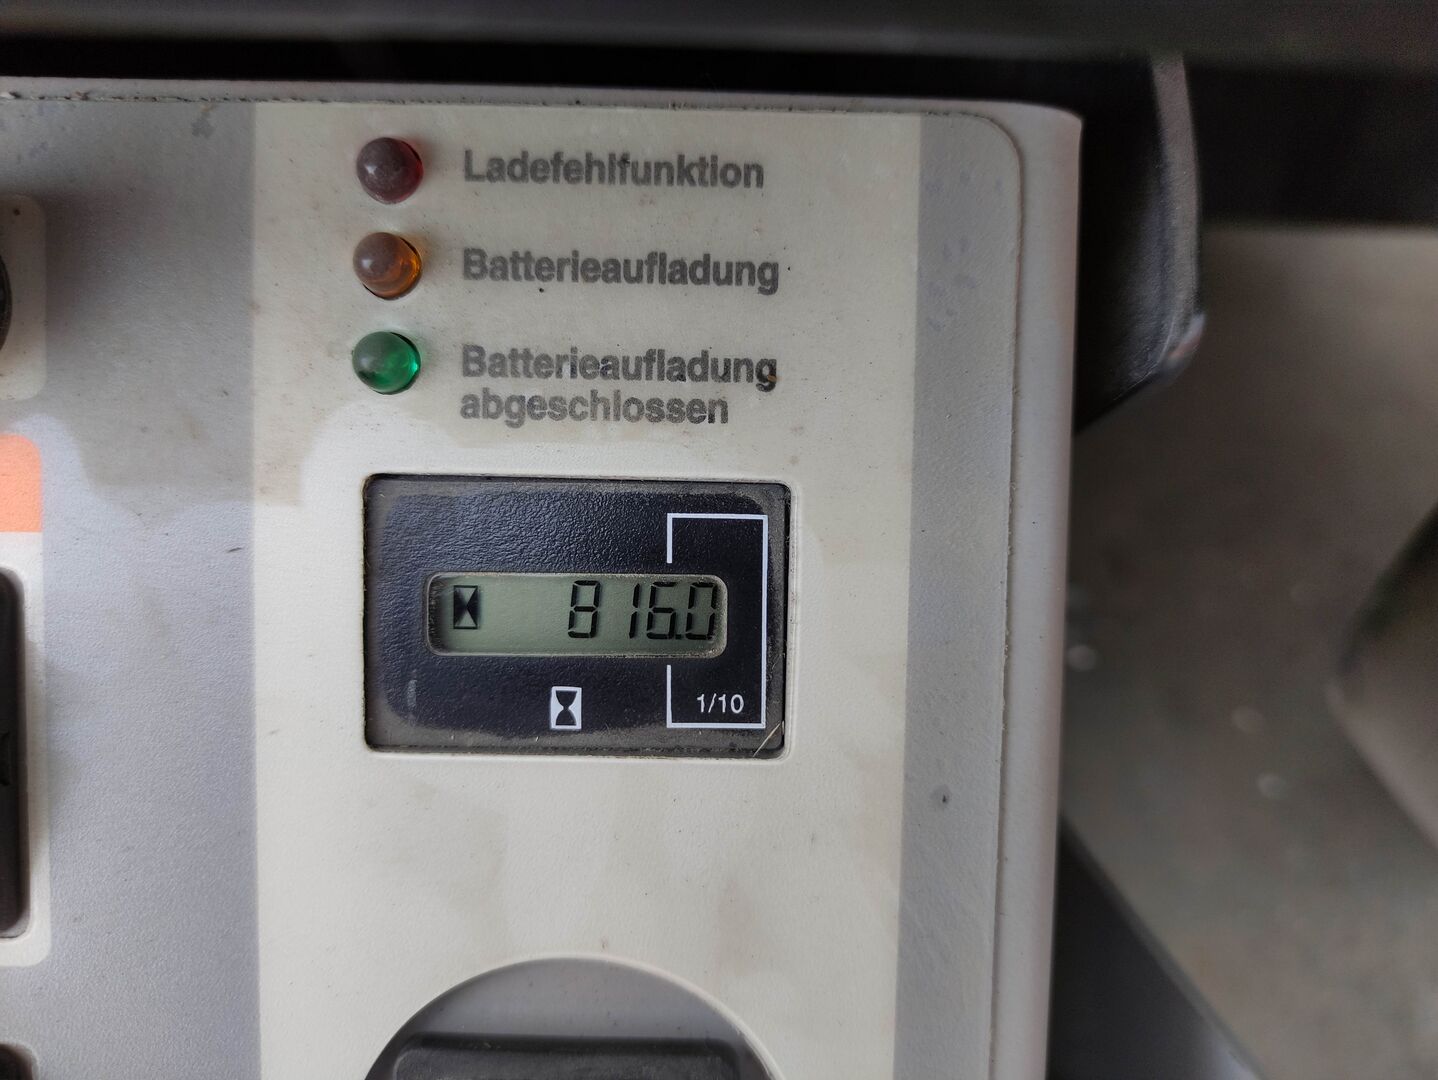 Ladefehlfunktion
Batterieaufladung
Batterieaufladung
abgeschlossen
816.0
1/10